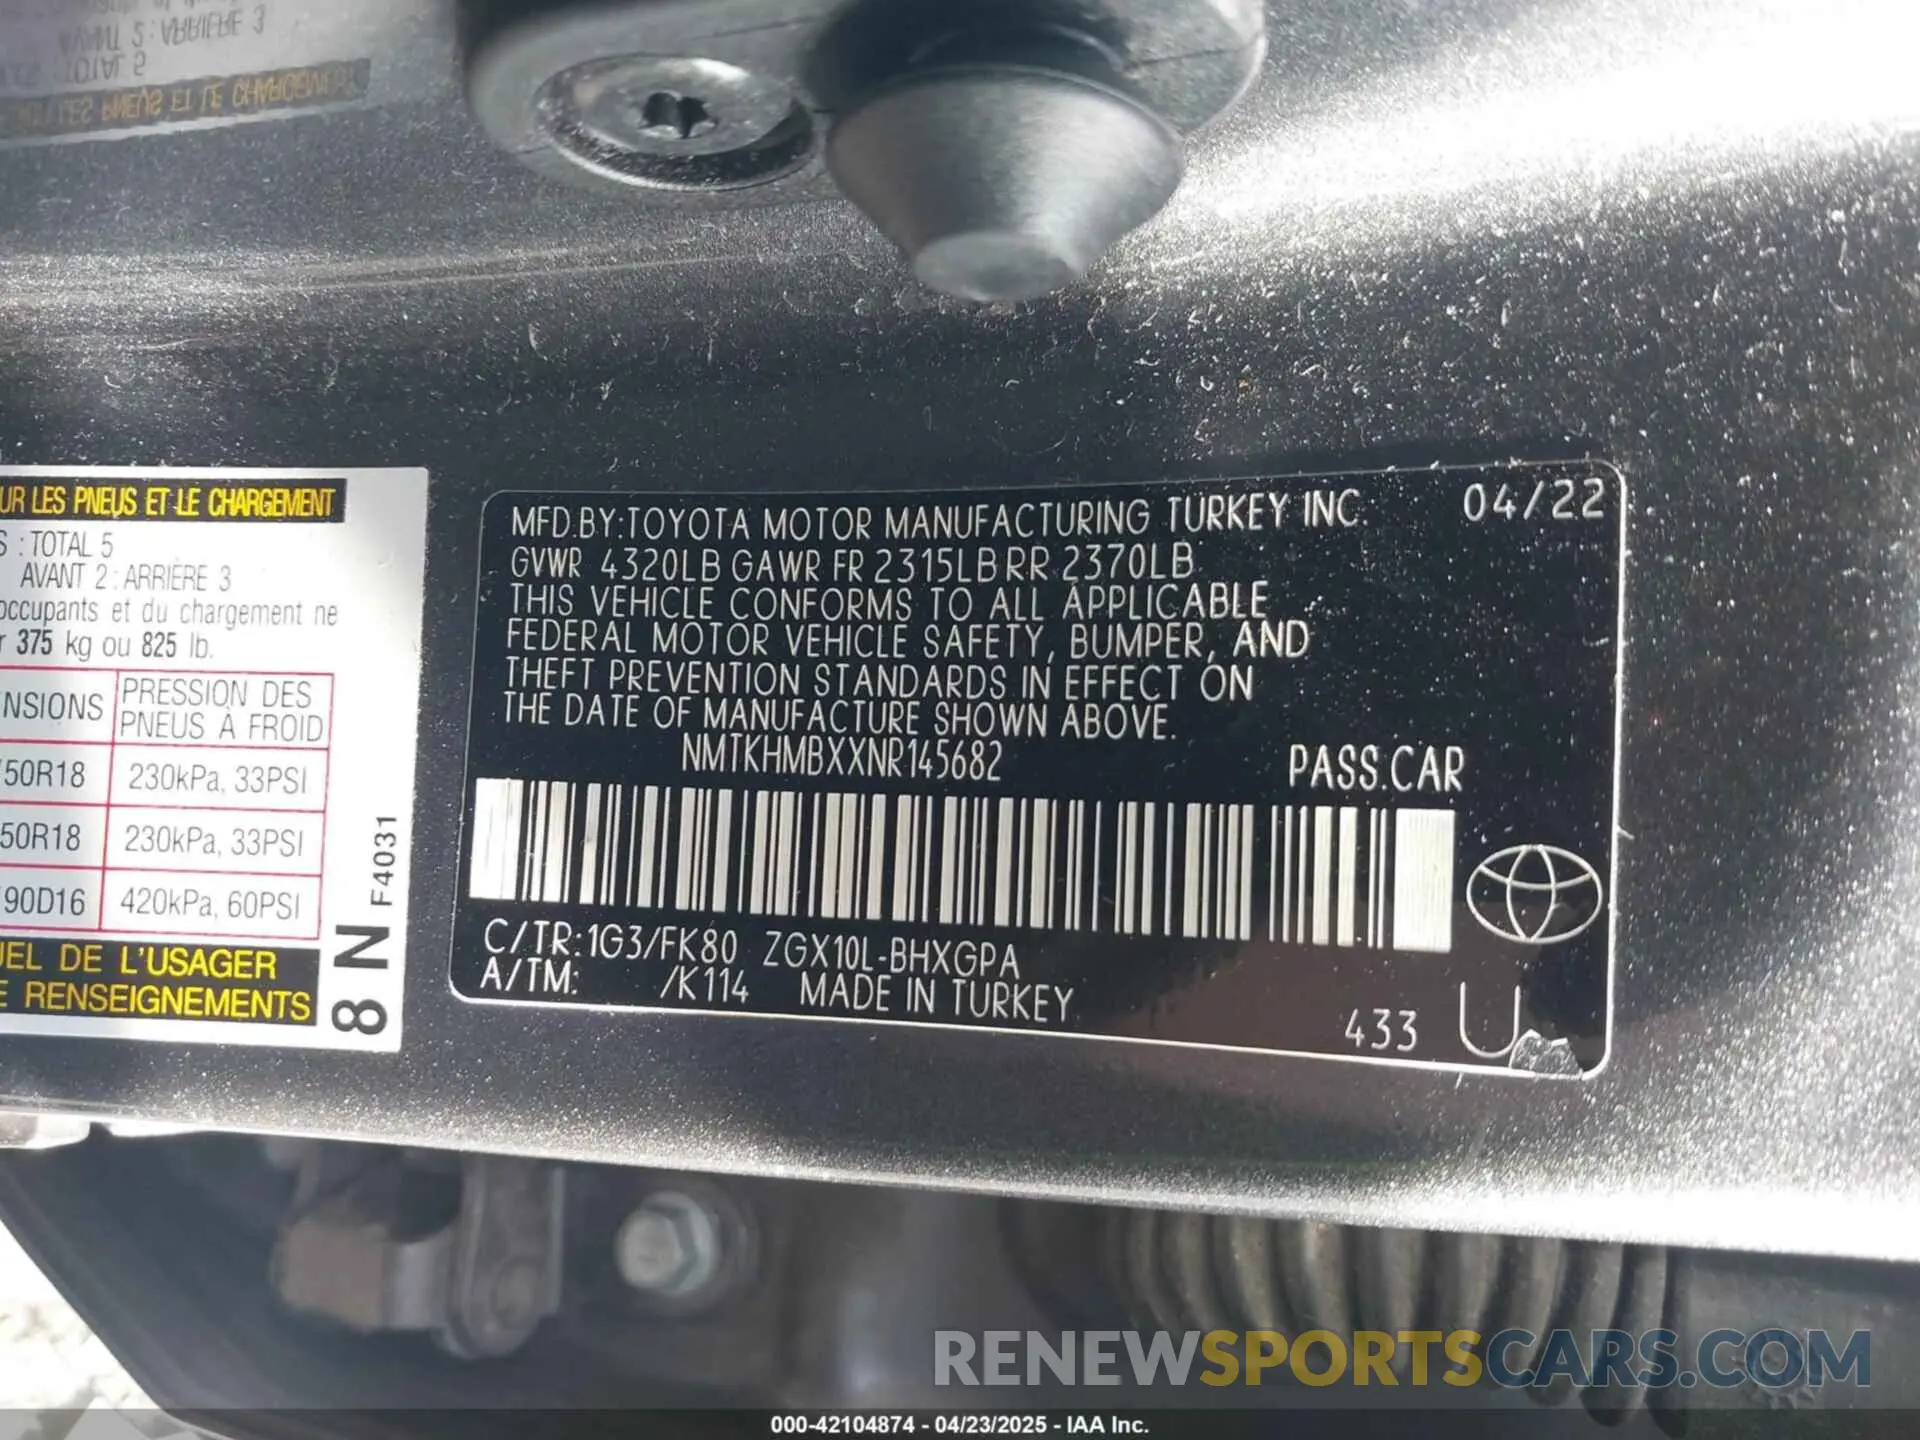 AVANT 2 : ARRIÈRE 3
TOTAL 5
LES PNEUS ET LE CHARGEMENT
UR LES PNEUS ET LE CHARGEMENT
S : TOTAL 5
AVANT 2 : ARRIÈRE 3
occupants et du chargement ne
r 375 kg ou 825 lb.
NSIONS PRESSION DES
PNEUS À FROID
50R18 230kPa, 33PSI
50R18 230kPa, 33PSI
90D16 420kPa, 60PSI
UEL DE L'USAGER
E RENSEIGNEMENTS
8 N F4031
MFD.BY:TOYOTA MOTOR MANUFACTURING TURKEY INC. 04/22
GVWR 4320LB GAWR FR 2315LB RR 2370LB
THIS VEHICLE CONFORMS TO ALL APPLICABLE
FEDERAL MOTOR VEHICLE SAFETY, BUMPER, AND
THEFT PREVENTION STANDARDS IN EFFECT ON
THE DATE OF MANUFACTURE SHOWN ABOVE.
NMTKHMBXXNR145682 PASS.CAR
C/TR:1G3/FK80 ZGX10L-BHXGPA
A/TM: /K114 MADE IN TURKEY
433 U
RENEWSPORTSCARS.COM
000-42104874 - 04/23/2025 - IAA Inc.